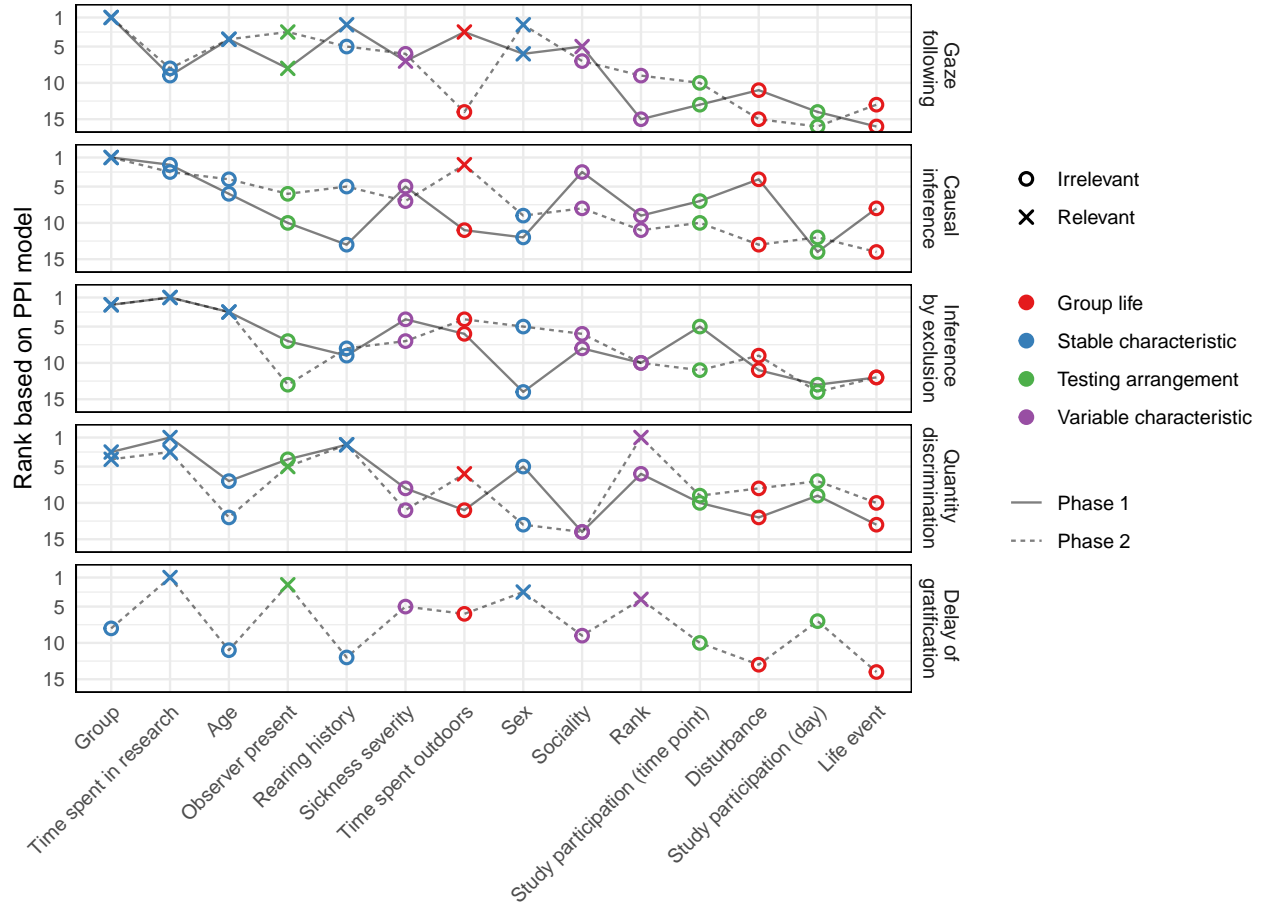 Rank based on PPI model
1
5
10
15
Gaze
following
1
5
10
15
Causal
inference
1
5
10
15
Inference
by exclusion
1
5
10
15
Quantity
discrimination
1
5
10
15
Delay of
gratification
Group
Time spent in research
Age
Observer present
Rearing history
Sickness severity
Time spent outdoors
Sex
Sociality
Rank
Study participation (time point)
Disturbance
Study participation (day)
Life event
Irrelevant
Relevant
Group life
Stable characteristic
Testing arrangement
Variable characteristic
Phase 1
Phase 2